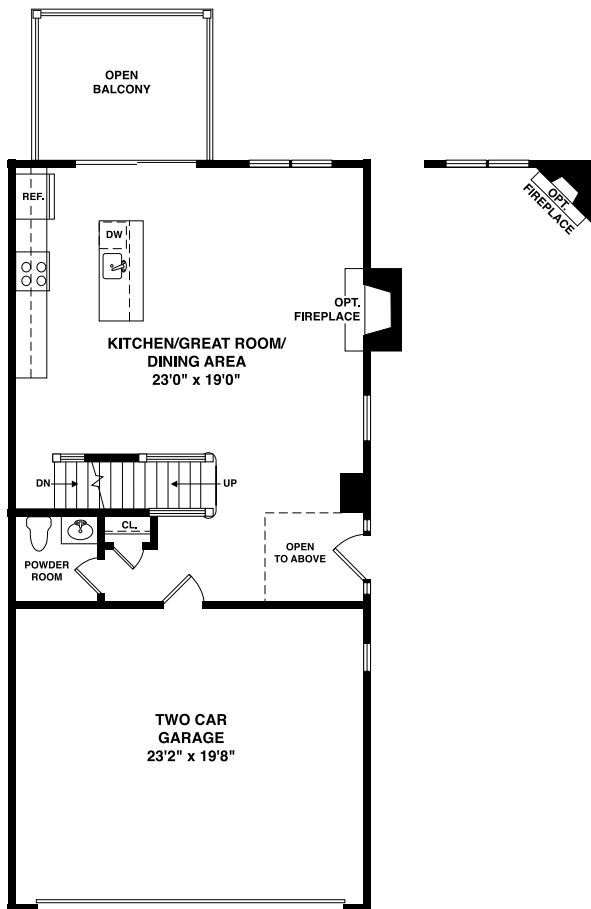 OPEN
BALCONY
REF.
DW
OPT.
FIREPLACE
OPT.
FIREPLACE
KITCHEN/GREAT ROOM/
DINING AREA
23'0" x 19'0"
DN
UP
CL.
POWDER
ROOM
OPEN
TO ABOVE
TWO CAR
GARAGE
23'2" x 19'8"